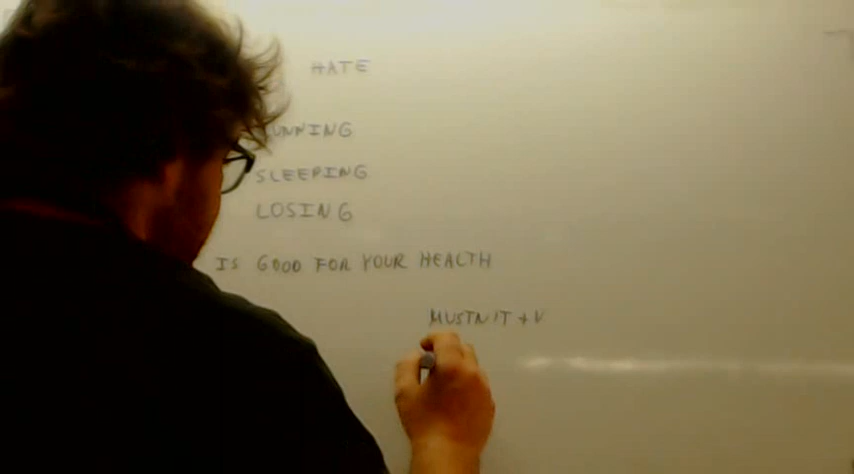 HATE
UNNING
SLEEPING
LOSING
IS GOOD FOR YOUR HEALTH
MUSTN'T + V